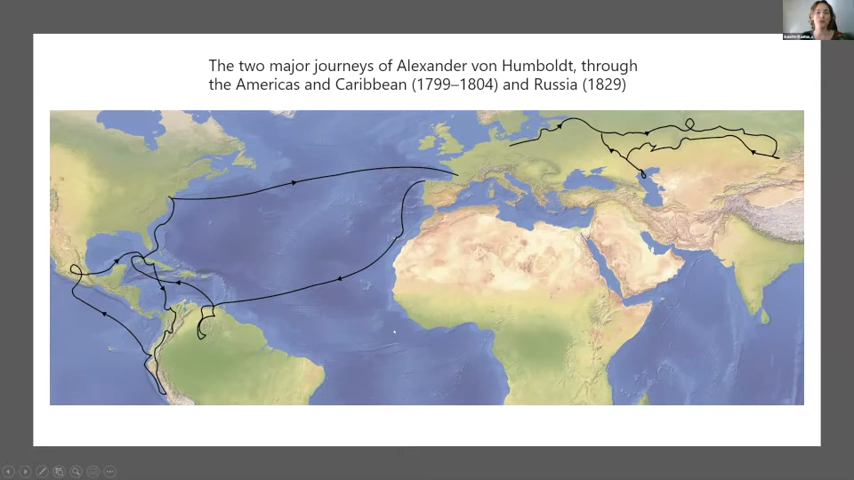 The two major journeys of Alexander von Humboldt, through
the Americas and Caribbean (1799–1804) and Russia (1829)